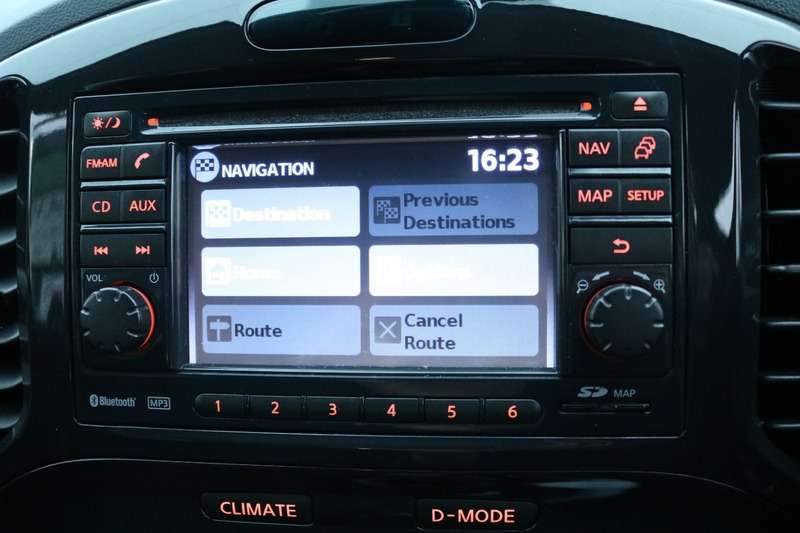 16:23
NAVIGATION
Destination
Previous
Destinations
Home
Route
Cancel
Route
FM·AM
CD AUX
VOL
NAV
MAP SETUP
Bluetooth® MP3
1 2 3 4 5 6
SD MAP
CLIMATE
D-MODE